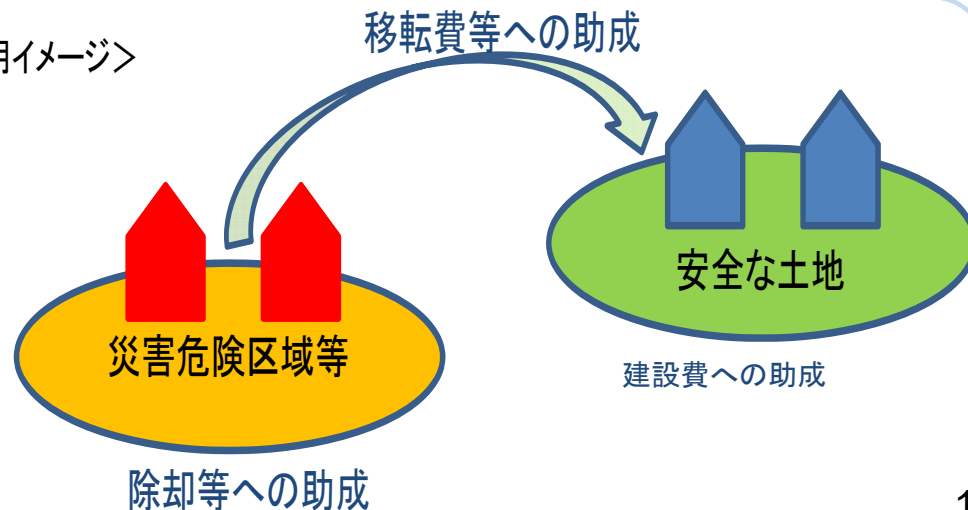 移転費等への助成
用イメージ＞
安全な土地
災害危険区域等
建設費への助成
除却等への助成
1